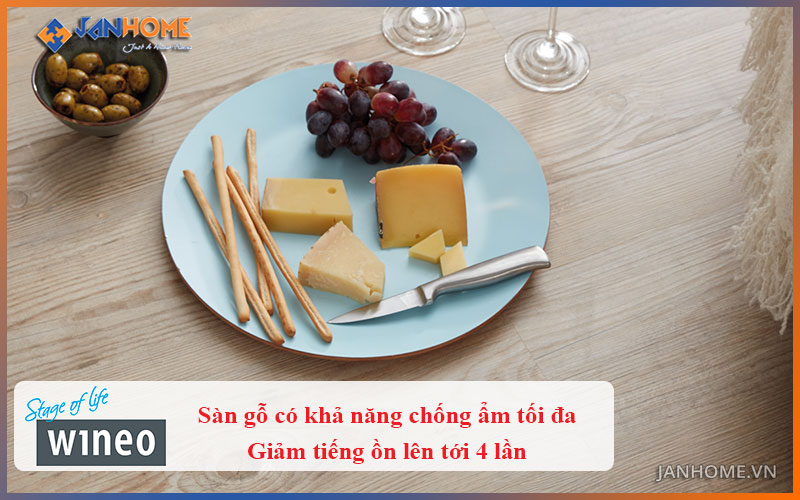 JANHOME
Just A Home Na'u
Stage of life
wineo
Sàn gỗ có khả năng chống ẩm tối đa
Giảm tiếng ồn lên tới 4 lần
JANHOME.VN